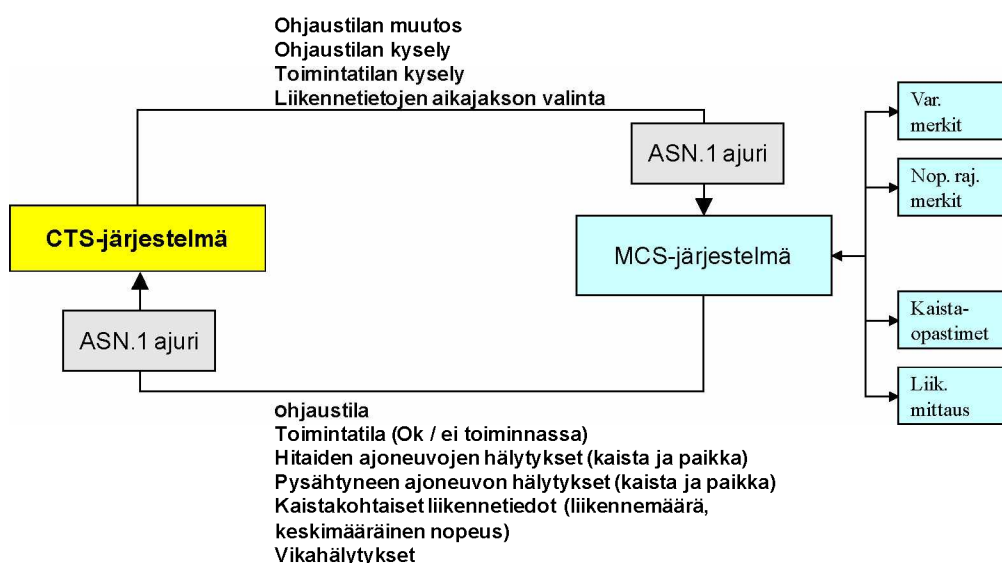 Ohjaustilan muutos
Ohjaustilan kysely
Toimintatilan kysely
Liikennetietojen aikajakson valinta
ASN.1 ajuri
Var.
merkit
Nop. raj.
merkit
CTS-järjestelmä
MCS-järjestelmä
ASN.1 ajuri
Kaista-
opastimet
Liik.
mittaus
ohjaustila
Toimintatila (Ok / ei toiminnassa)
Hitaiden ajoneuvojen hälytykset (kaista ja paikka)
Pysähtyneen ajoneuvon hälytykset (kaista ja paikka)
Kaistakohtaiset liikennetiedot (liikennemäärä,
keskimääräinen nopeus)
Vikahälytykset